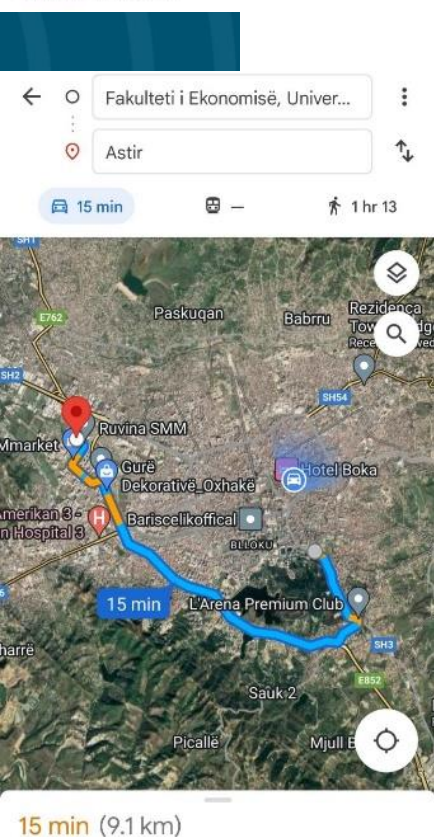 Fakulteti i Ekonomisë, Univer...
Astir
15 min
—
1 hr 13
SH1
E762
Paskuqan
Babrru
Rezidenca
SH2
SH54
Ruvina SMM
Mmarket
Gurë
Dekorativë_Oxhakë
Hotel Boka
Amerikan 3 -
n Hospital 3
H
Bariscelikoffical
BLLOKU
15 min
L'Arena Premium Club
SH3
harrë
E852
Sauk 2
Picallë
Mjull B
15 min (9.1 km)